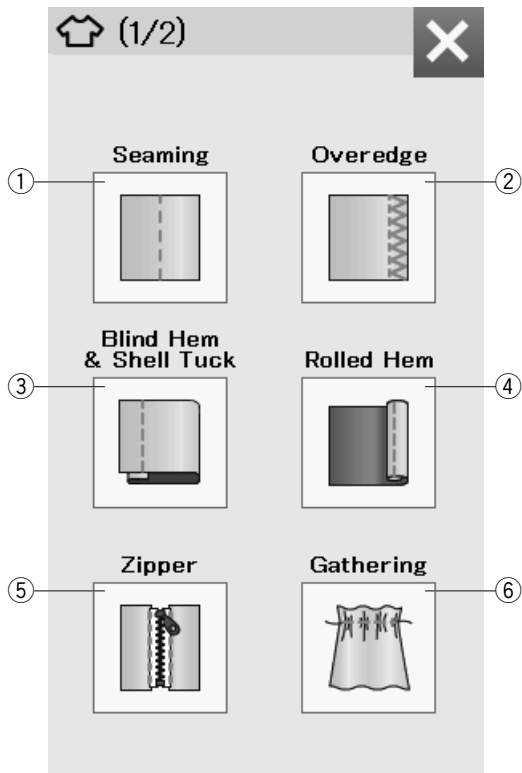 (1/2)
Seaming
Overedge
① ②
Blind Hem
& Shell Tuck
Rolled Hem
③ ④
Zipper
Gathering
⑤ ⑥